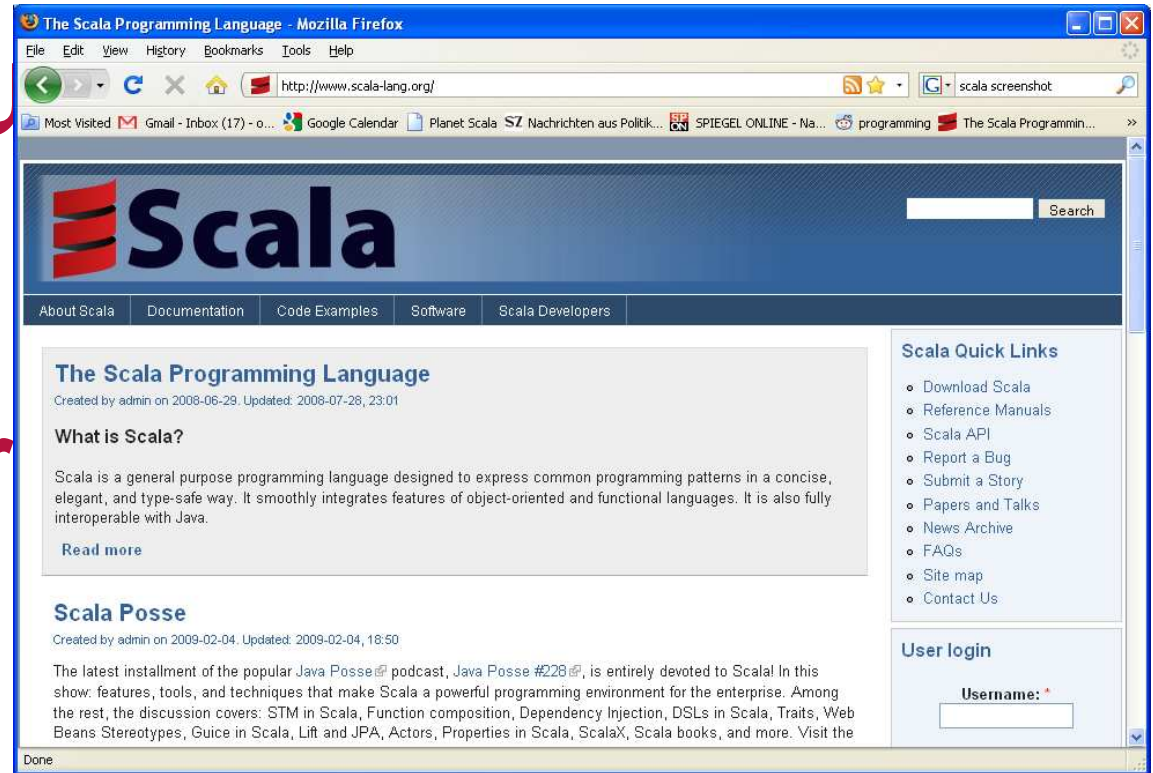 The Scala Programming Language - Mozilla Firefox
File Edit View History Bookmarks Tools Help
http://www.scala-lang.org/ scala screenshot
Most Visited Gmail - Inbox (17) - o... Google Calendar Planet Scala SZ Nachrichten aus Politik... SPIEGEL ONLINE - Na... programming The Scala Programmin... »
Scala
Search
About Scala Documentation Code Examples Software Scala Developers
The Scala Programming Language
Created by admin on 2008-06-29. Updated: 2008-07-28, 23:01
What is Scala?
Scala is a general purpose programming language designed to express common programming patterns in a concise,
elegant, and type-safe way. It smoothly integrates features of object-oriented and functional languages. It is also fully
interoperable with Java.
Read more
Scala Posse
Created by admin on 2009-02-04. Updated: 2009-02-04, 18:50
The latest installment of the popular Java Posse podcast, Java Posse #228, is entirely devoted to Scala! In this
show: features, tools, and techniques that make Scala a powerful programming environment for the enterprise. Among
the rest, the discussion covers: STM in Scala, Function composition, Dependency Injection, DSLs in Scala, Traits, Web
Beans Stereotypes, Guice in Scala, Lift and JPA, Actors, Properties in Scala, ScalaX, Scala books, and more. Visit the
Scala Quick Links
Download Scala
Reference Manuals
Scala API
Report a Bug
Submit a Story
Papers and Talks
News Archive
FAQs
Site map
Contact Us
User login
Username: *
Done